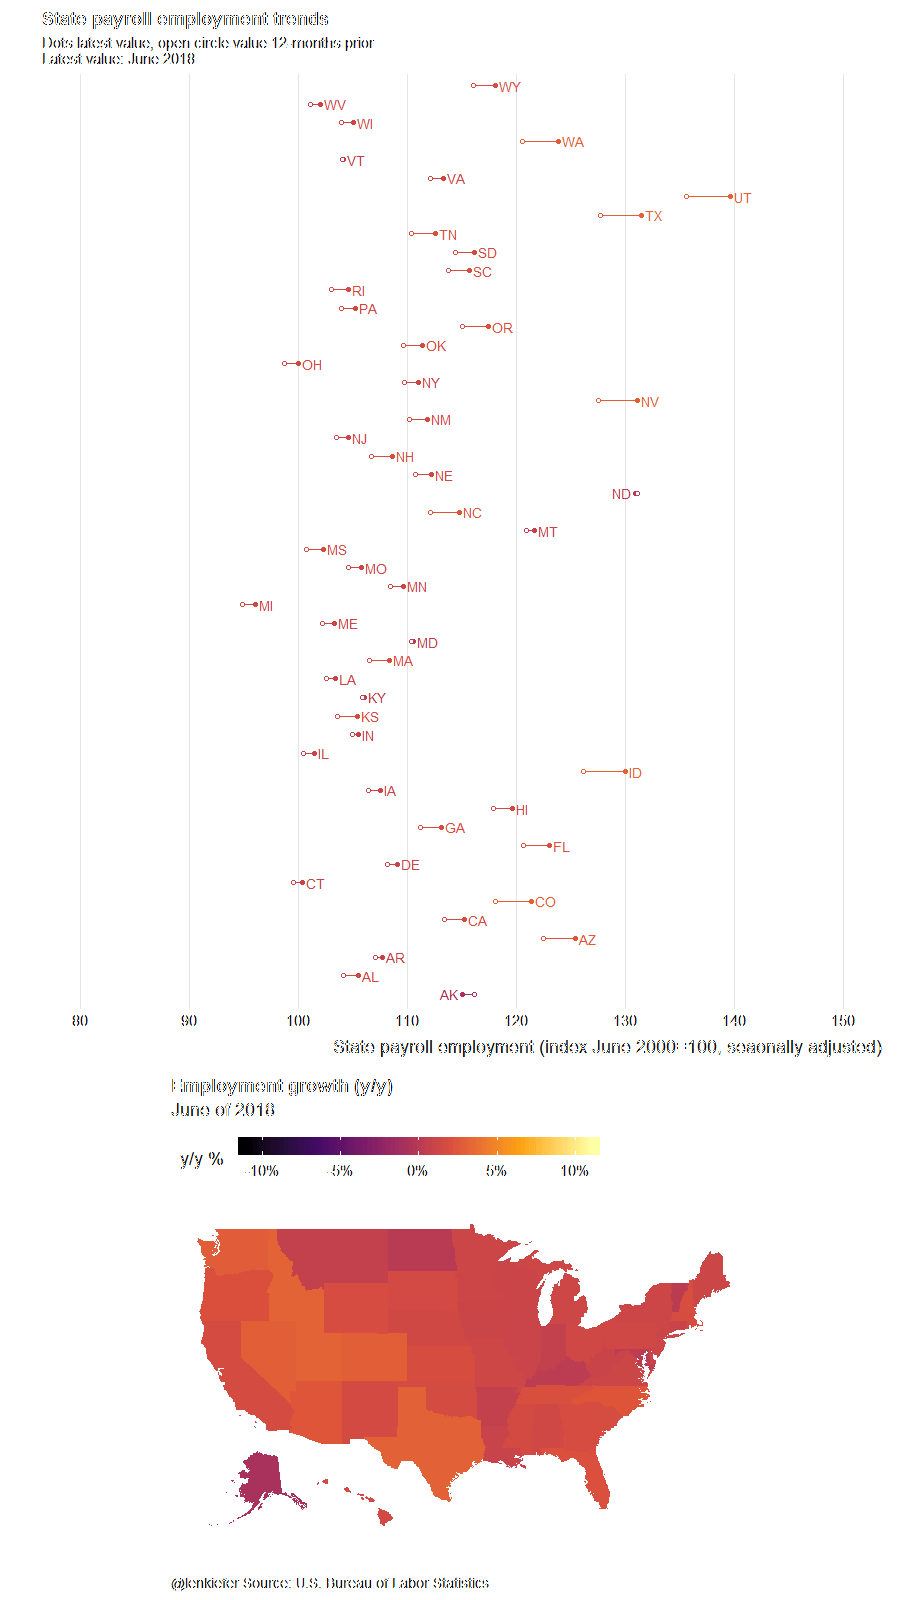 State payroll employment trends
Dots latest value, open circle value 12-months prior
Latest value: June 2018
WY
WV
WI
WA
VT
VA
UT
TX
TN
SD
SC
RI
PA
OR
OK
OH
NY
NV
NM
NJ
NH
NE
ND
NC
MT
MS
MO
MN
MI
ME
MD
MA
LA
KY
KS
IN
IL
ID
IA
HI
GA
FL
DE
CT
CO
CA
AZ
AR
AL
AK
80 90 100 110 120 130 140 150
State payroll employment (index June 2000=100, seaonally adjusted)
Employment growth (y/y)
June of 2018
y/y % -10% -5% 0% 5% 10%
@lenkiefer Source: U.S. Bureau of Labor Statistics